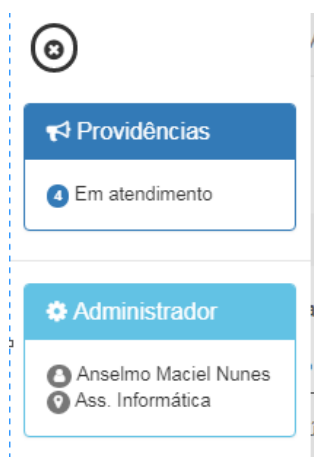 Providências
4 Em atendimento
Administrador
Anselmo Maciel Nunes
Ass. Informática